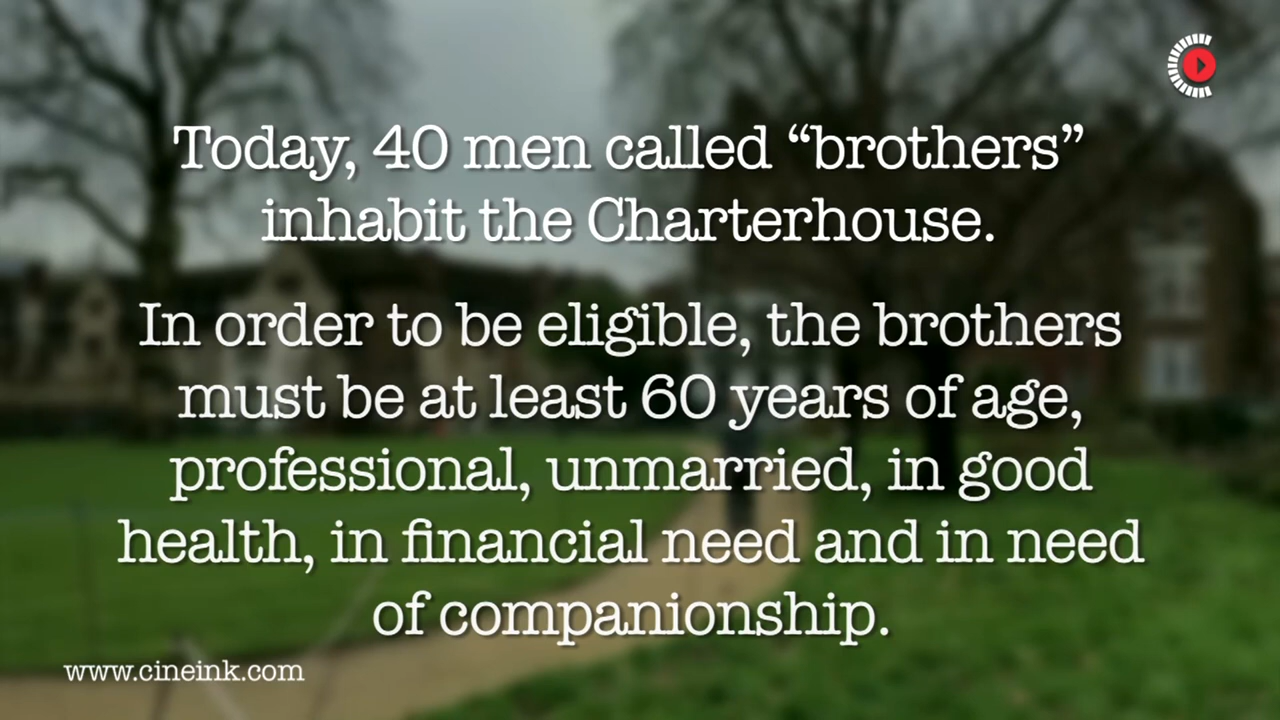 Today, 40 men called “brothers”
inhabit the Charterhouse.
In order to be eligible, the brothers
must be at least 60 years of age,
professional, unmarried, in good
health, in financial need and in need
of companionship.
www.cineink.com